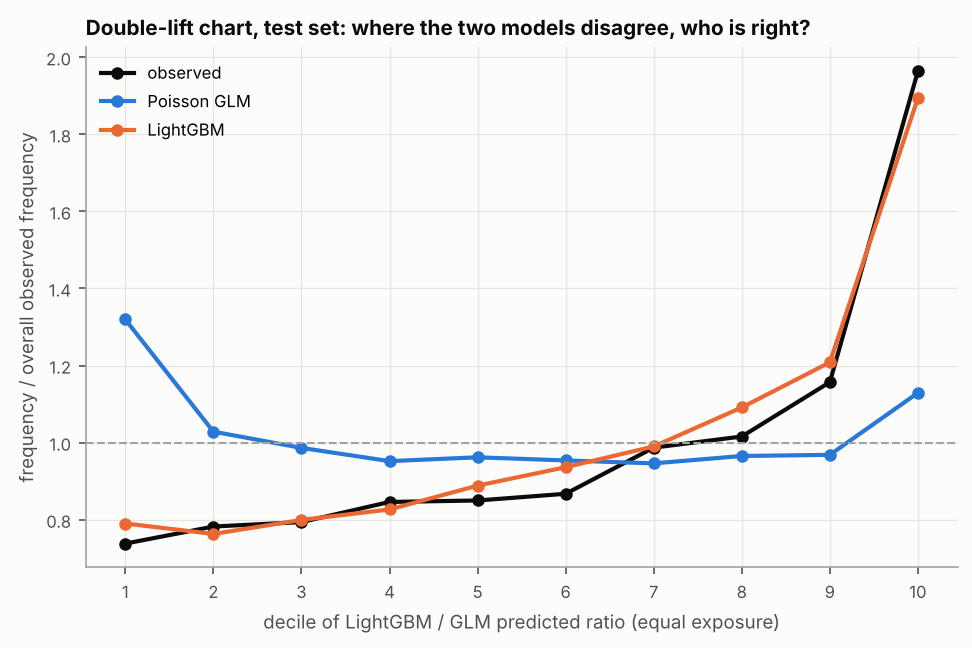 Double-lift chart, test set: where the two models disagree, who is right?
observed
Poisson GLM
LightGBM
frequency / overall observed frequency
2.0
1.8
1.6
1.4
1.2
1.0
0.8
1 2 3 4 5 6 7 8 9 10
decile of LightGBM / GLM predicted ratio (equal exposure)